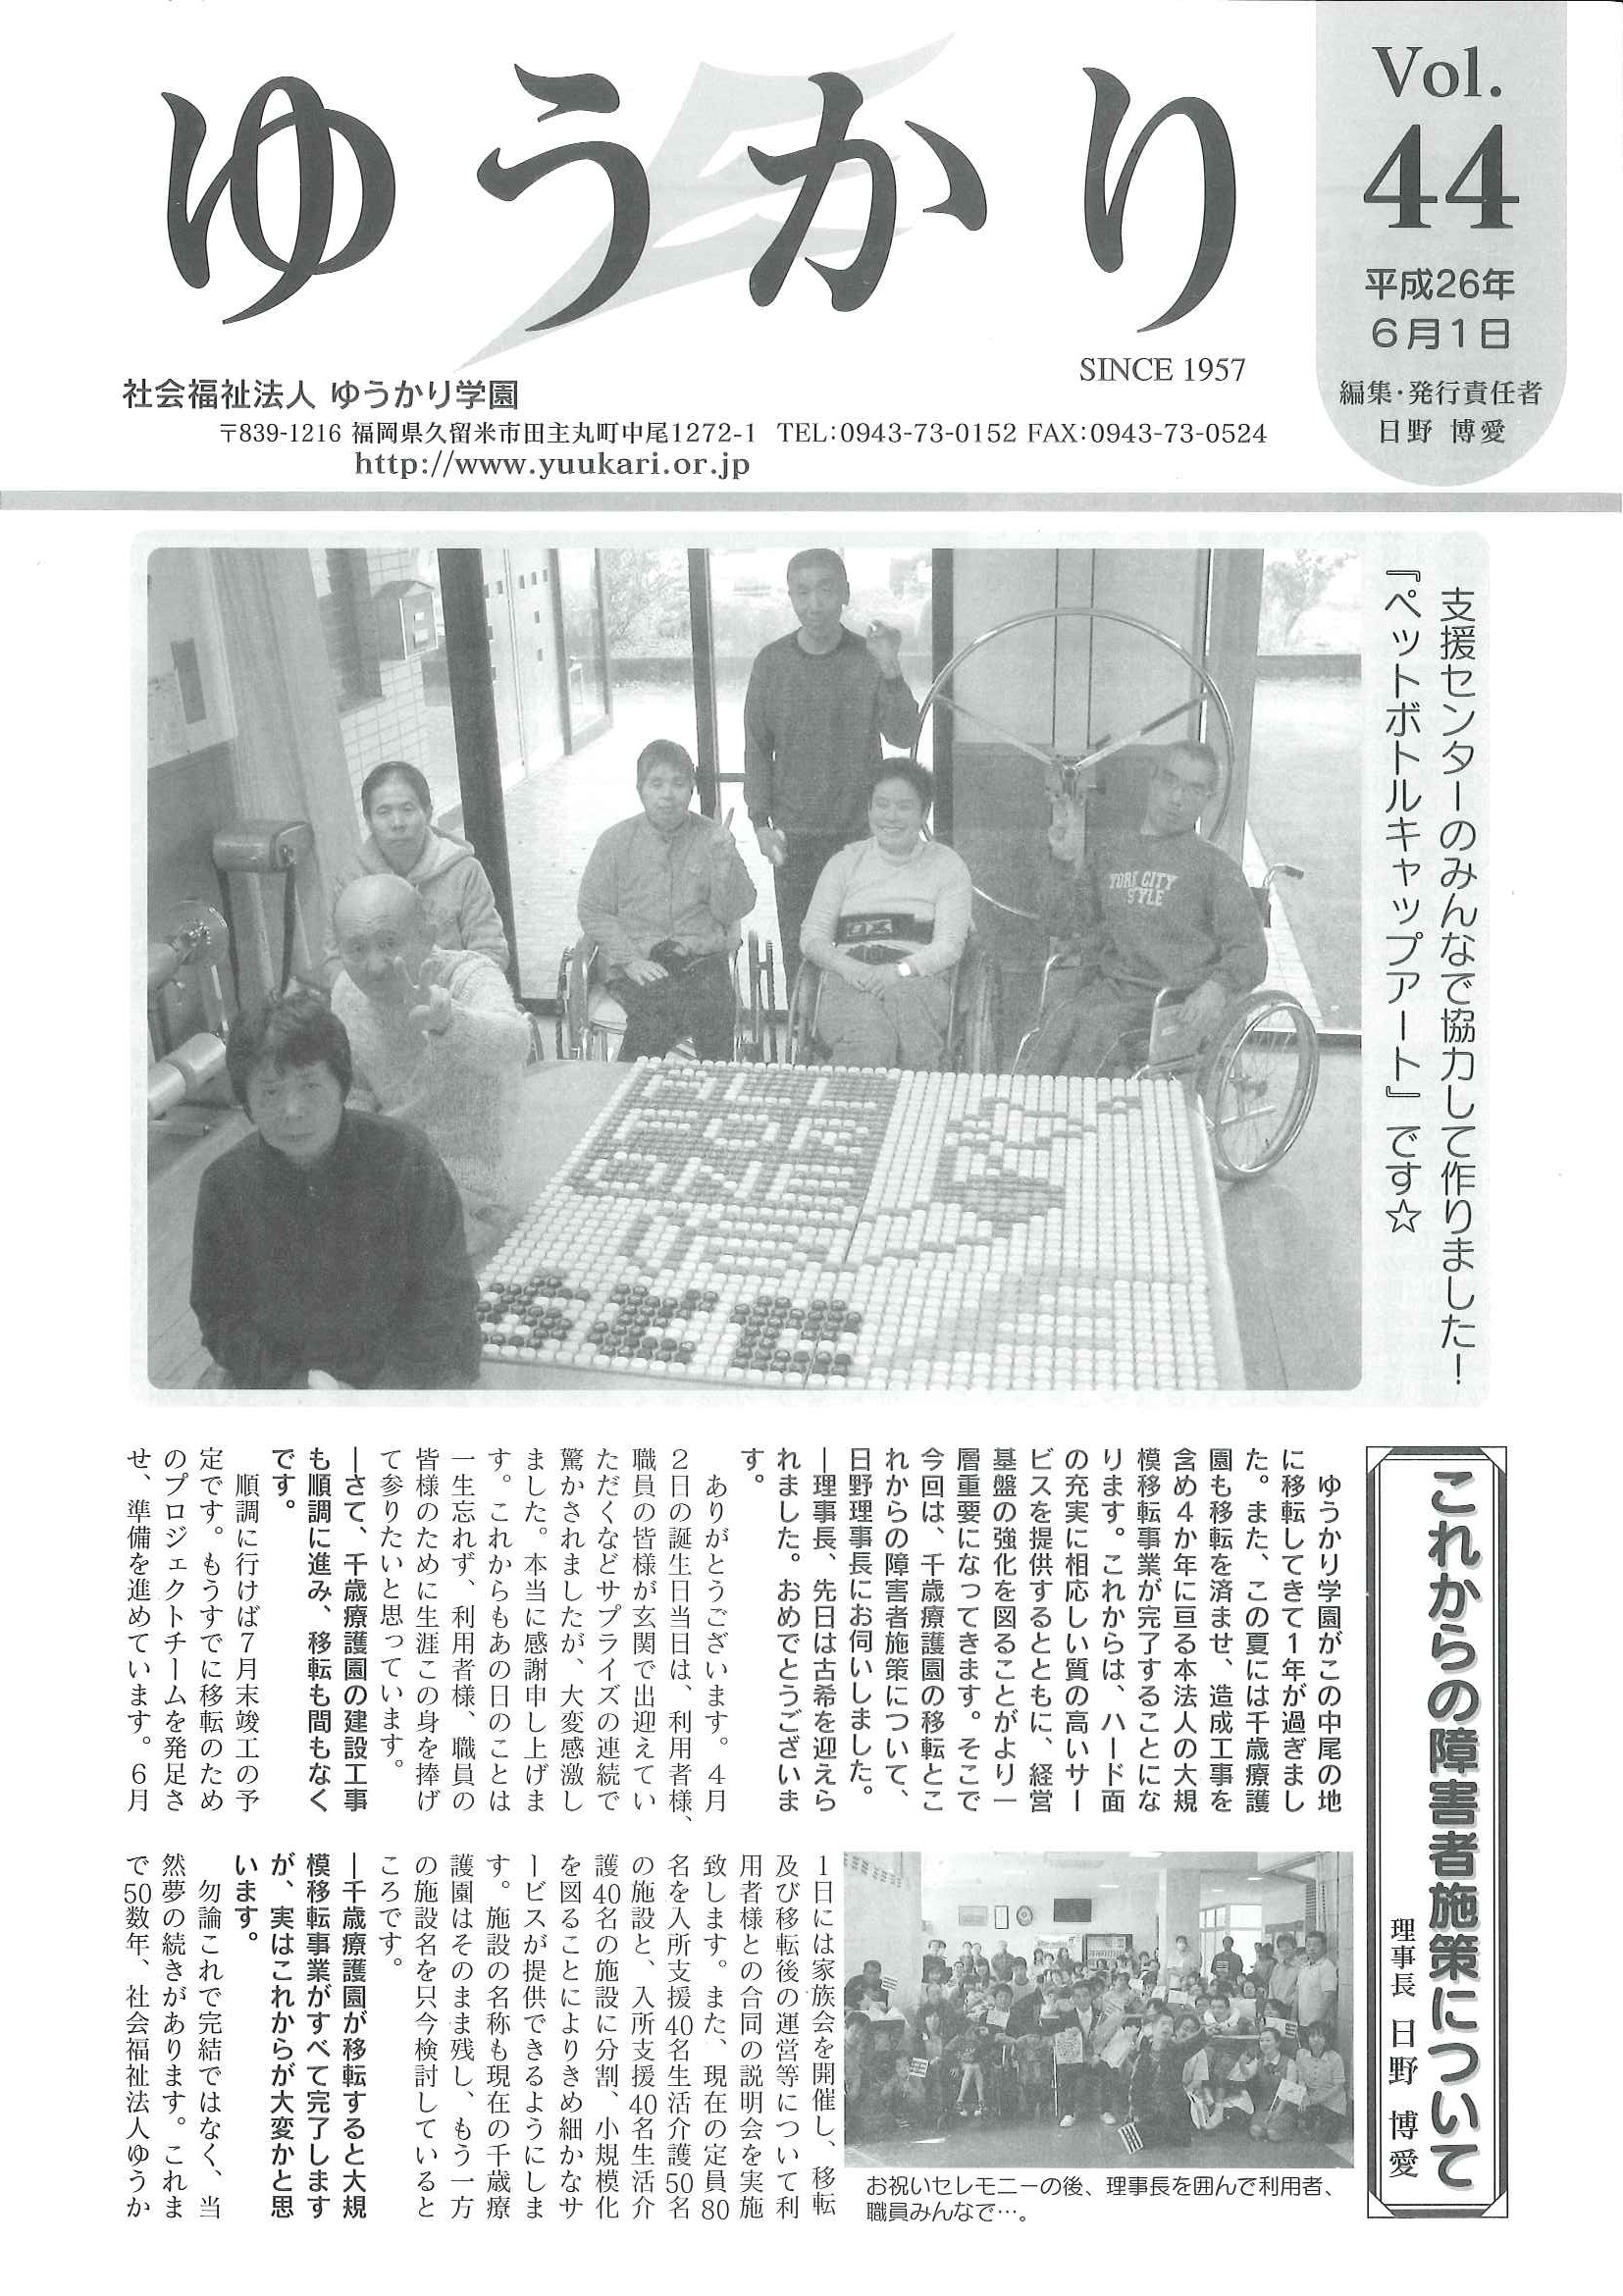 ゆうかり
Vol.
44
平成26年
6月1日
編集・発行責任者
日野 博愛
SINCE 1957
社会福祉法人 ゆうかり学園
〒839-1216 福岡県久留米市田主丸町中尾1272-1 TEL:0943-73-0152 FAX:0943-73-0524
http://www.yuukari.or.jp
支援センターのみんなで協力して作りました！
『ペットボトルキャップアート』です☆
YORK CITY
STYLE
これからの障害者施策について
理事長 日野 博愛
ゆうかり学園がこの中尾の地
に移転してきて1年が過ぎまし
た。また、この夏には千歳療護
園も移転を済ませ、造成工事を
含め4か年に亘る本法人の大規
模移転事業が完了することにな
ります。これからは、ハード面
の充実に相応しい質の高いサー
ビスを提供するとともに、経営
基盤の強化を図ることがより一
層重要になってきます。そこで
今回は、千歳療護園の移転とこ
れからの障害者施策について、
日野理事長にお伺いしました。
―理事長、先日は古希を迎えら
れました。おめでとうございま
す。
ありがとうございます。4月
2日の誕生日当日は、利用者様、
職員の皆様が玄関で出迎えてい
ただくなどサプライズの連続で
驚かされましたが、大変感激し
ました。本当に感謝申し上げま
す。これからもあの日のことは
一生忘れず、利用者様、職員の
皆様のために生涯この身を捧げ
て参りたいと思っています。
―さて、千歳療護園の建設工事
も順調に進み、移転も間もなく
です。
順調に行けば7月末竣工の予
定です。もうすでに移転のため
のプロジェクトチームを発足さ
せ、準備を進めています。6月
1日には家族会を開催し、移転
及び移転後の運営等について利
用者様との合同の説明会を実施
致します。また、現在の定員80
名を入所支援40名生活介護50名
の施設と、入所支援40名生活介
護40名の施設に分割、小規模化
を図ることによりきめ細かなサ
ービスが提供できるようにしま
す。施設の名称も現在の千歳療
護園はそのまま残し、もう一方
の施設名を只今検討していると
ころです。
―千歳療護園が移転すると大規
模移転事業がすべて完了します
が、実はこれからが大変かと思
います。
勿論これで完結ではなく、当
然夢の続きがあります。これま
で50数年、社会福祉法人ゆうか
お祝いセレモニーの後、理事長を囲んで利用者、
職員みんなで…。